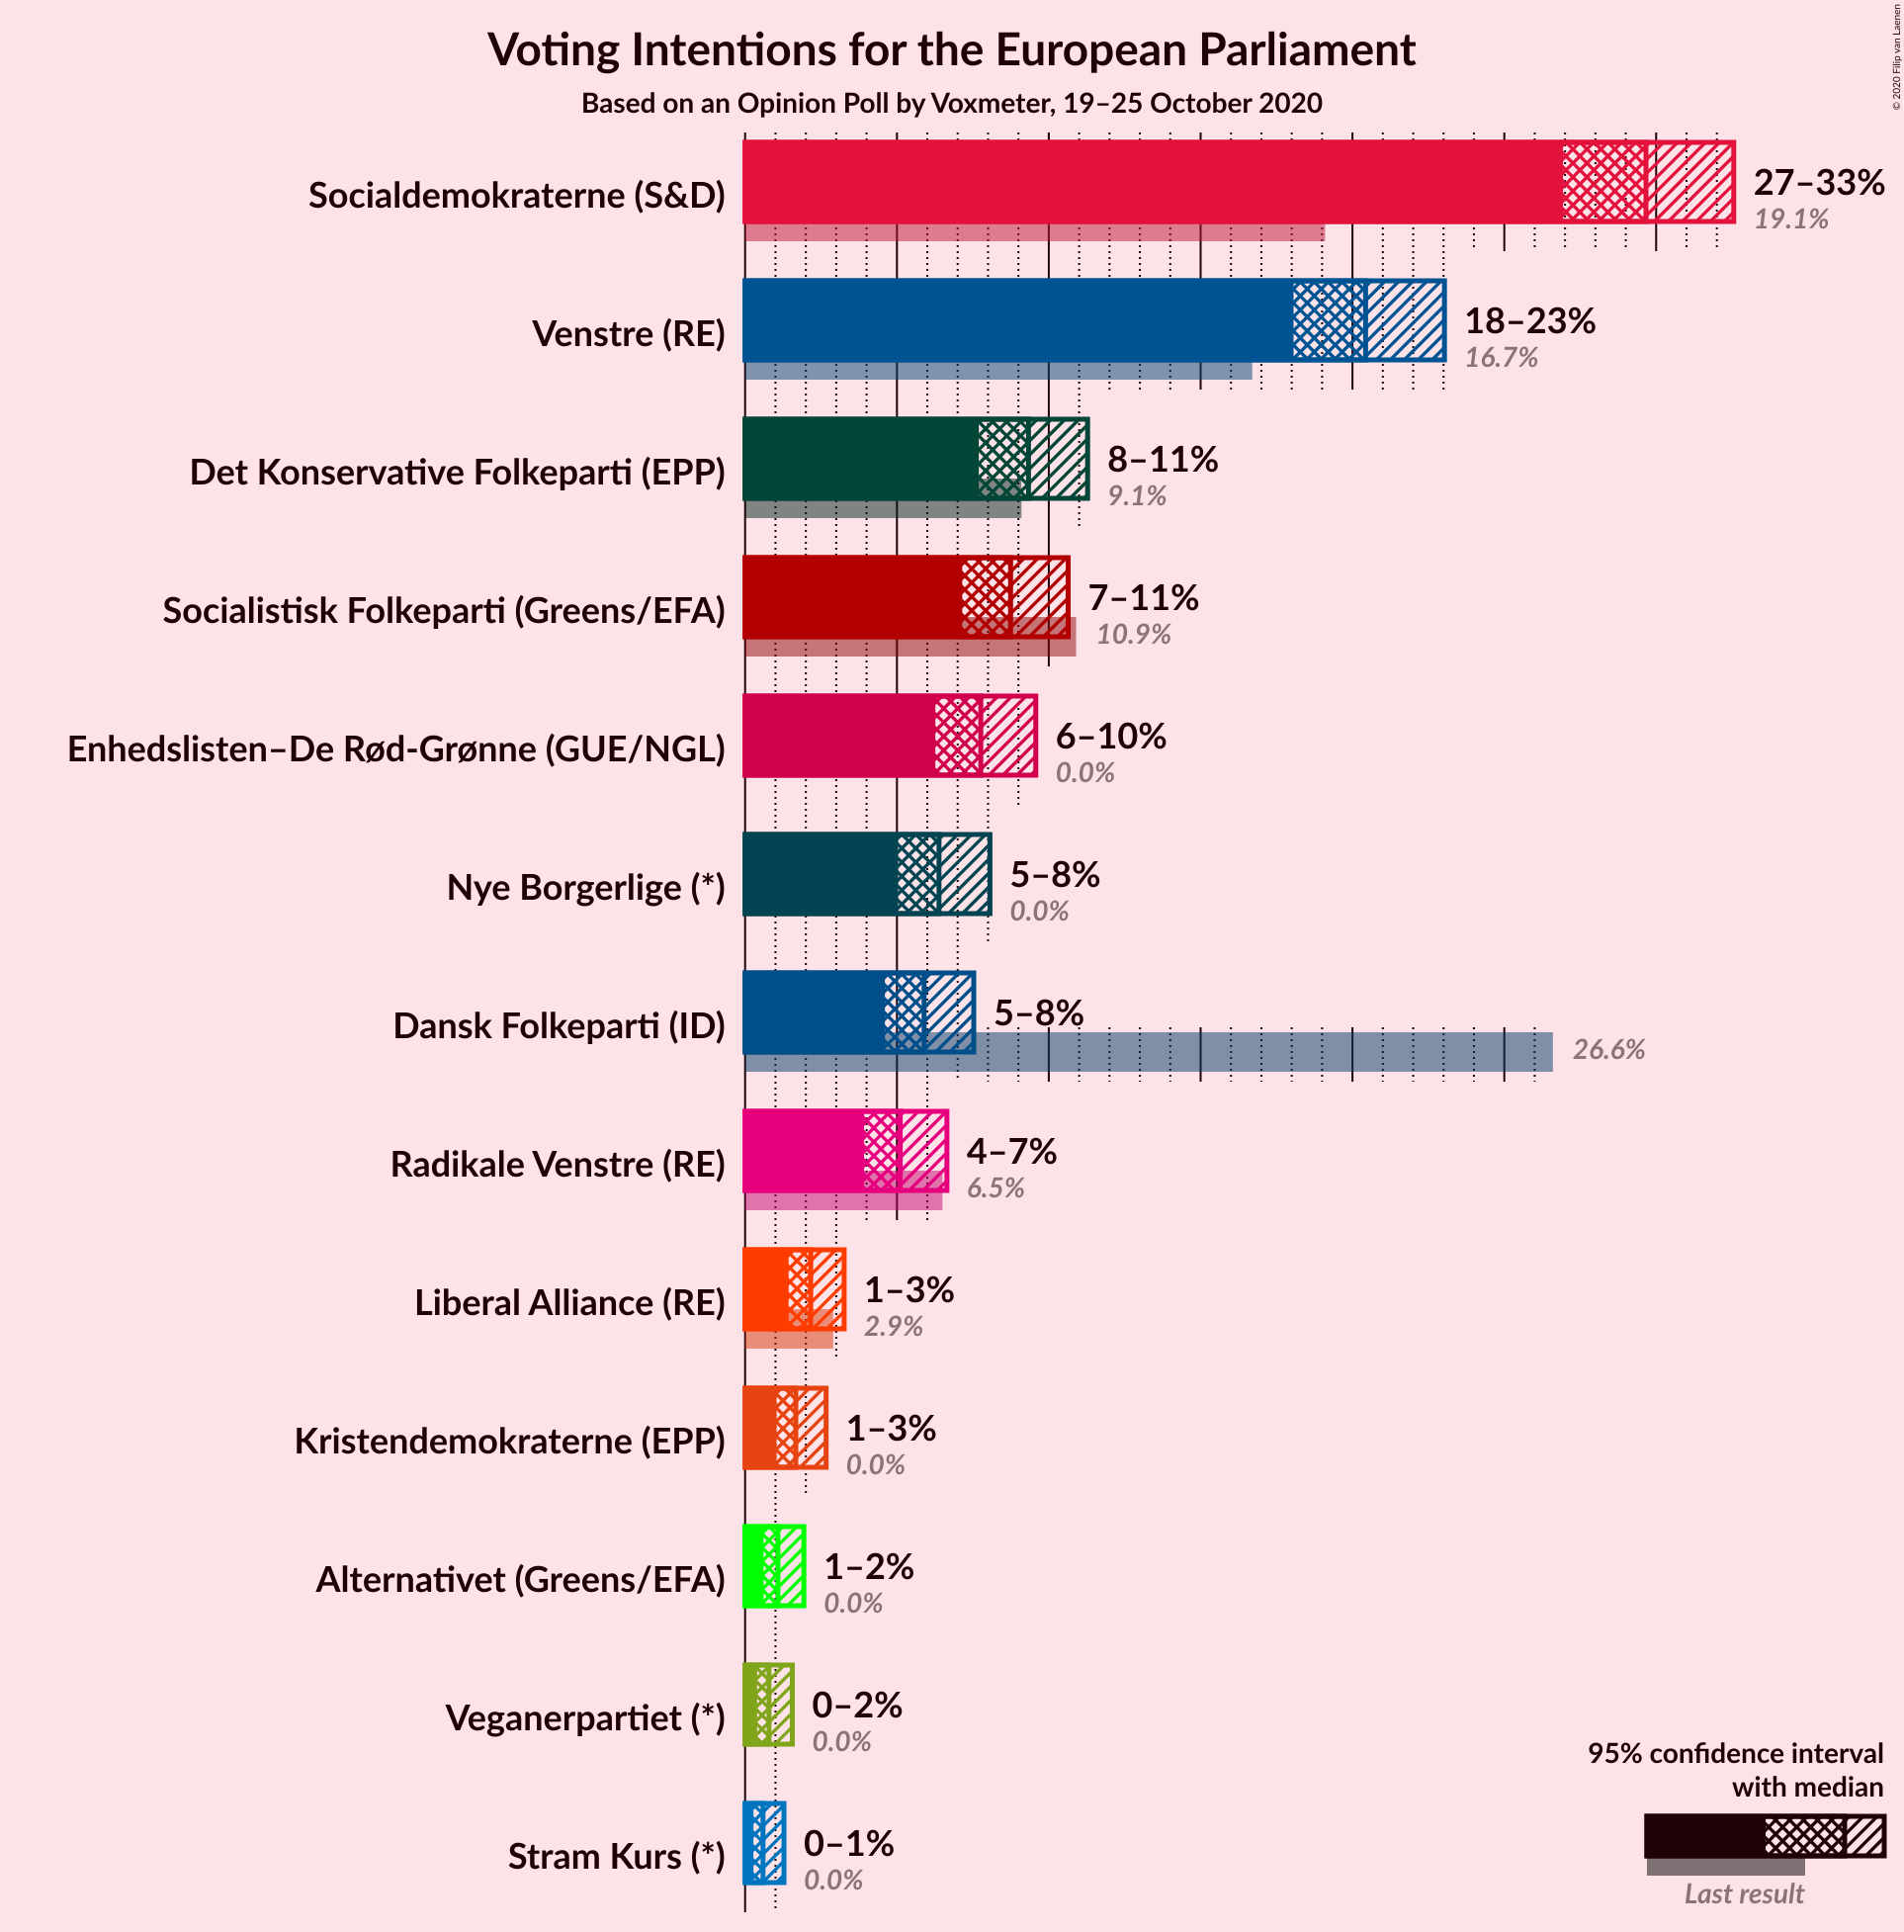 Voting Intentions for the European Parliament
Based on an Opinion Poll by Voxmeter, 19–25 October 2020
© 2020 Filip van Laenen
Socialdemokraterne (S&D)
27–33%
19.1%
Venstre (RE)
18–23%
16.7%
Det Konservative Folkeparti (EPP)
8–11%
9.1%
Socialistisk Folkeparti (Greens/EFA)
7–11%
10.9%
Enhedslisten–De Rød-Grønne (GUE/NGL)
6–10%
0.0%
Nye Borgerlige (*)
5–8%
0.0%
Dansk Folkeparti (ID)
5–8%
26.6%
Radikale Venstre (RE)
4–7%
6.5%
Liberal Alliance (RE)
1–3%
2.9%
Kristendemokraterne (EPP)
1–3%
0.0%
Alternativet (Greens/EFA)
1–2%
0.0%
Veganerpartiet (*)
0–2%
0.0%
Stram Kurs (*)
0–1%
0.0%
95% confidence interval
with median
Last result